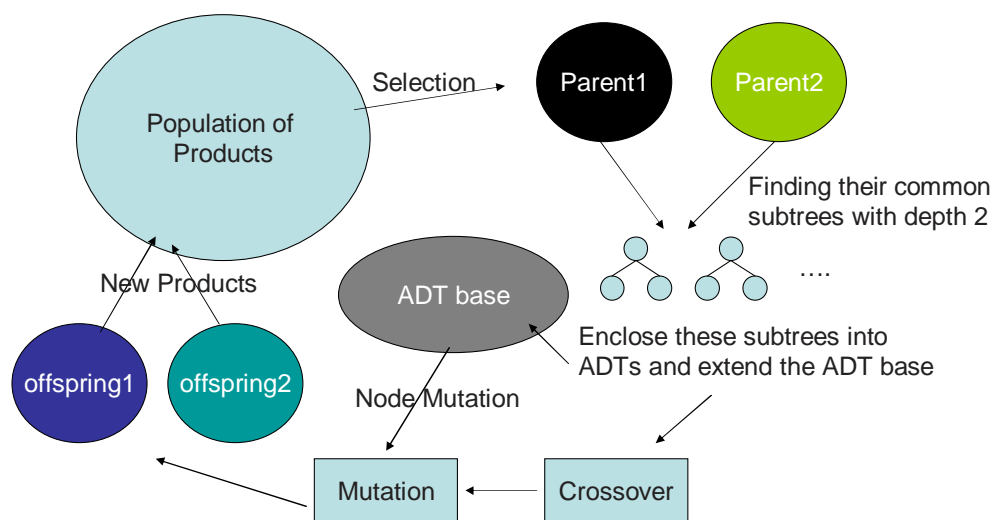 Selection
Parent1
Parent2
Population of
Products
Finding their common
subtrees with depth 2
....
New Products
ADT base
Enclose these subtrees into
ADTs and extend the ADT base
offspring1
offspring2
Node Mutation
Mutation
Crossover